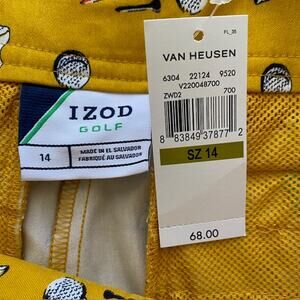 FL_35
VAN HEUSEN
6304 22124 9520
V220048700
ZWD2 700
8 83849 37877 2
SZ 14
68.00
IZOD
GOLF
14
MADE IN EL SALVADOR
FABRIQUÉ AU SALVADOR